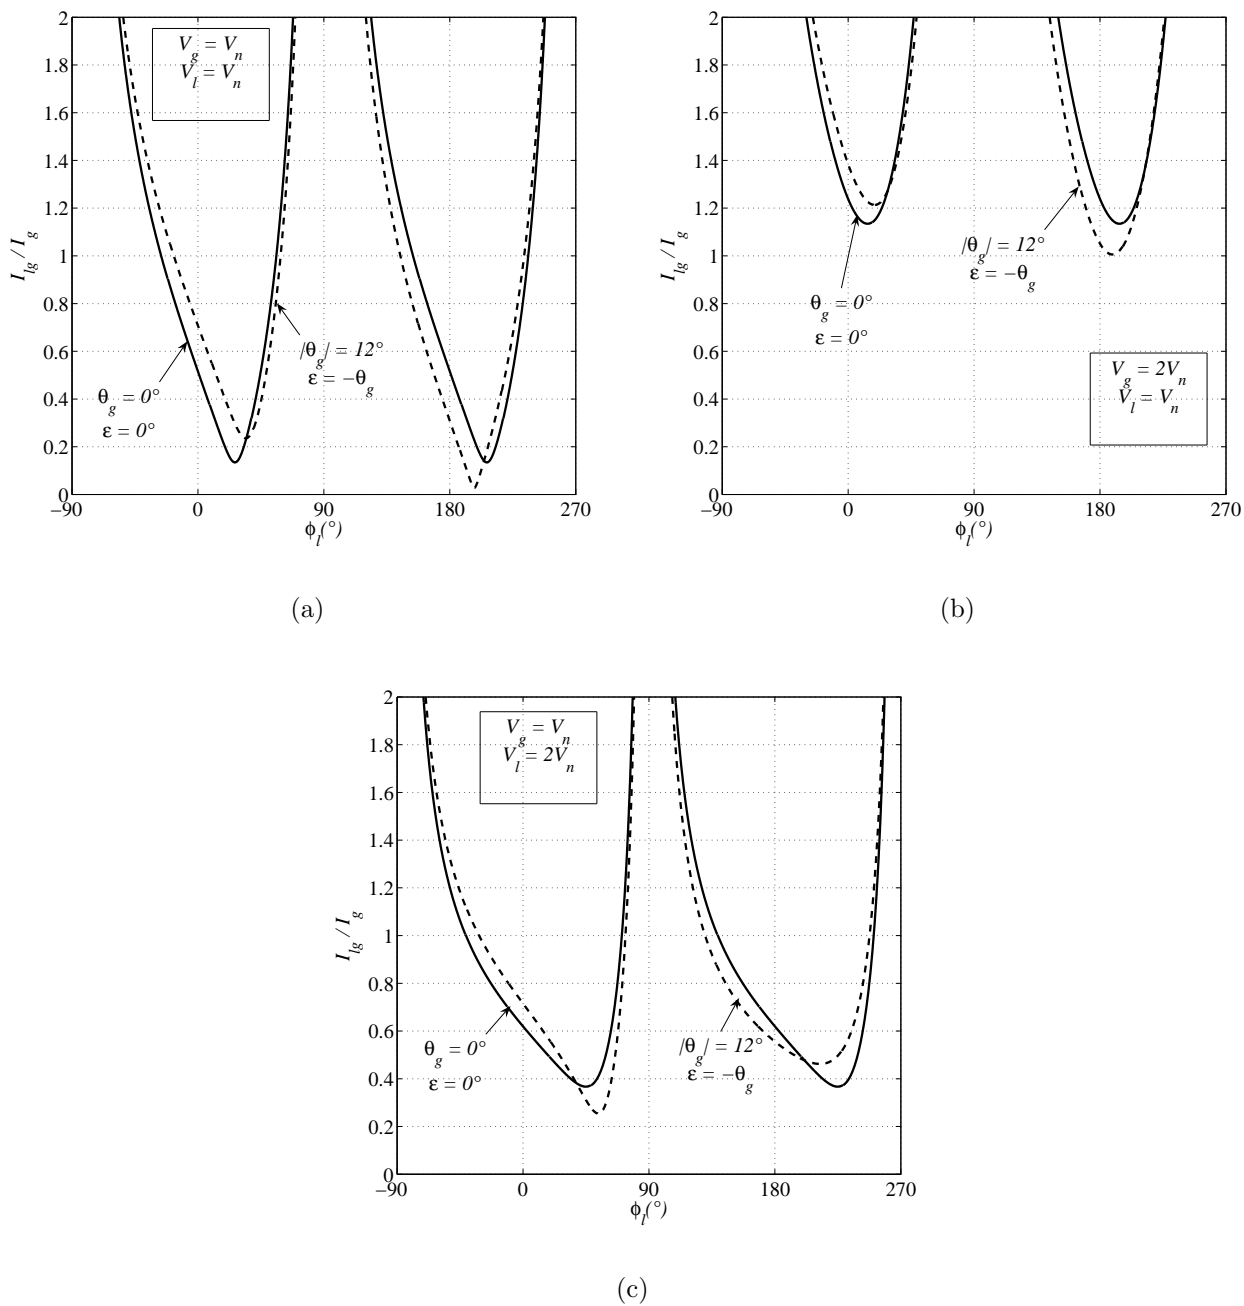 2
1.8
1.6
1.4
1.2
1
0.8
0.6
0.4
0.2
0
I_lg / I_g
V_g = V_n
V_l = V_n
θ_g = 0°
ε = 0°
|θ_g| = 12°
ε = −θ_g
−90 0 90 180 270
ϕ_l(°)
(a)
2
1.8
1.6
1.4
1.2
1
0.8
0.6
0.4
0.2
0
I_lg / I_g
|θ_g| = 12°
ε = −θ_g
θ_g = 0°
ε = 0°
V_g = 2V_n
V_l = V_n
−90 0 90 180 270
ϕ_l(°)
(b)
2
1.8
1.6
1.4
1.2
1
0.8
0.6
0.4
0.2
0
I_lg / I_g
V_g = V_n
V_l = 2V_n
θ_g = 0°
ε = 0°
|θ_g| = 12°
ε = −θ_g
−90 0 90 180 270
ϕ_l(°)
(c)